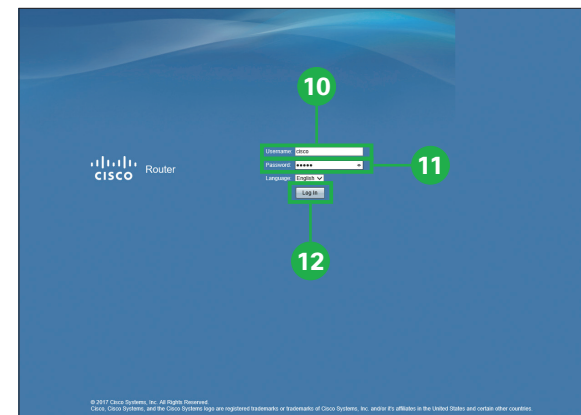 10
Username: cisco
Password: •••••
11
CISCO Router
Language: English
Log In
12
© 2017 Cisco Systems, Inc. All Rights Reserved.
Cisco, Cisco Systems, and the Cisco Systems logo are registered trademarks or trademarks of Cisco Systems, Inc. and/or it's affiliates in the United States and certain other countries.